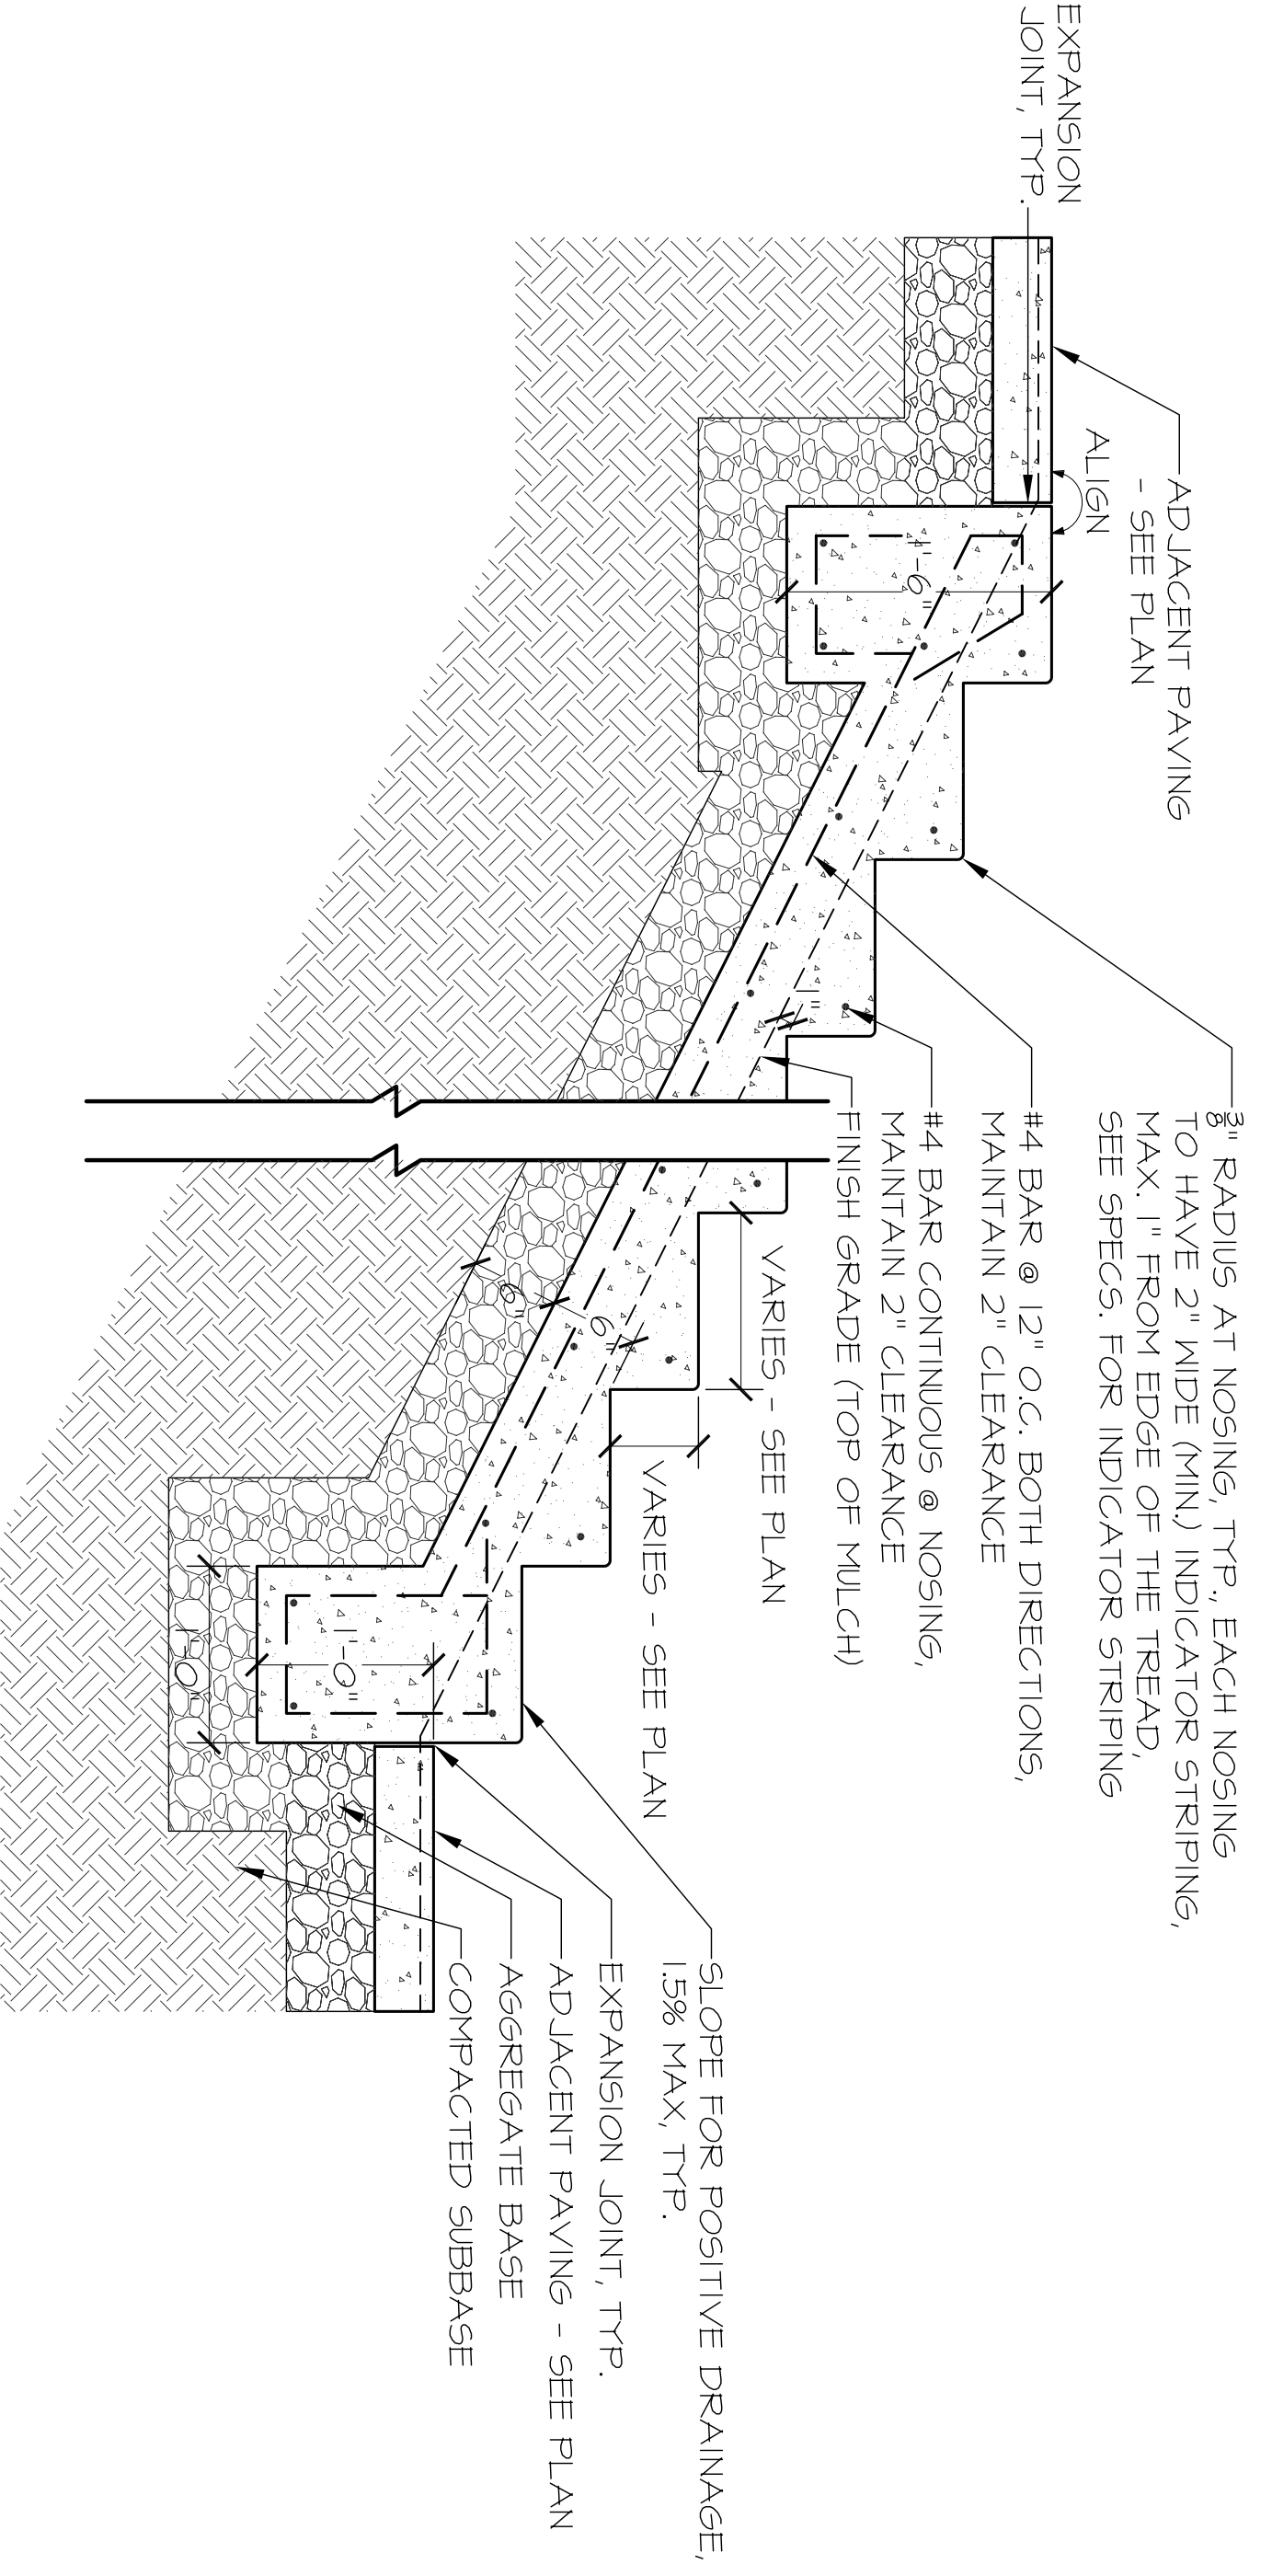 EXPANSION
JOINT, TYP.
ADJACENT PAVING
- SEE PLAN
ALIGN
1'-6"
3/8" RADIUS AT NOSING, TYP., EACH NOSING
TO HAVE 2" WIDE (MIN.) INDICATOR STRIPING,
MAX. 1" FROM EDGE OF THE TREAD,
SEE SPECS. FOR INDICATOR STRIPING
#4 BAR @ 12" O.C. BOTH DIRECTIONS,
MAINTAIN 2" CLEARANCE
#4 BAR CONTINUOUS @ NOSING,
MAINTAIN 2" CLEARANCE
FINISH GRADE (TOP OF MULCH)
1"
VARIES - SEE PLAN
VARIES - SEE PLAN
6"
6"
1'-0"
1'-0"
SLOPE FOR POSITIVE DRAINAGE,
1.5% MAX, TYP.
EXPANSION JOINT, TYP.
ADJACENT PAVING - SEE PLAN
AGGREGATE BASE
COMPACTED SUBBASE